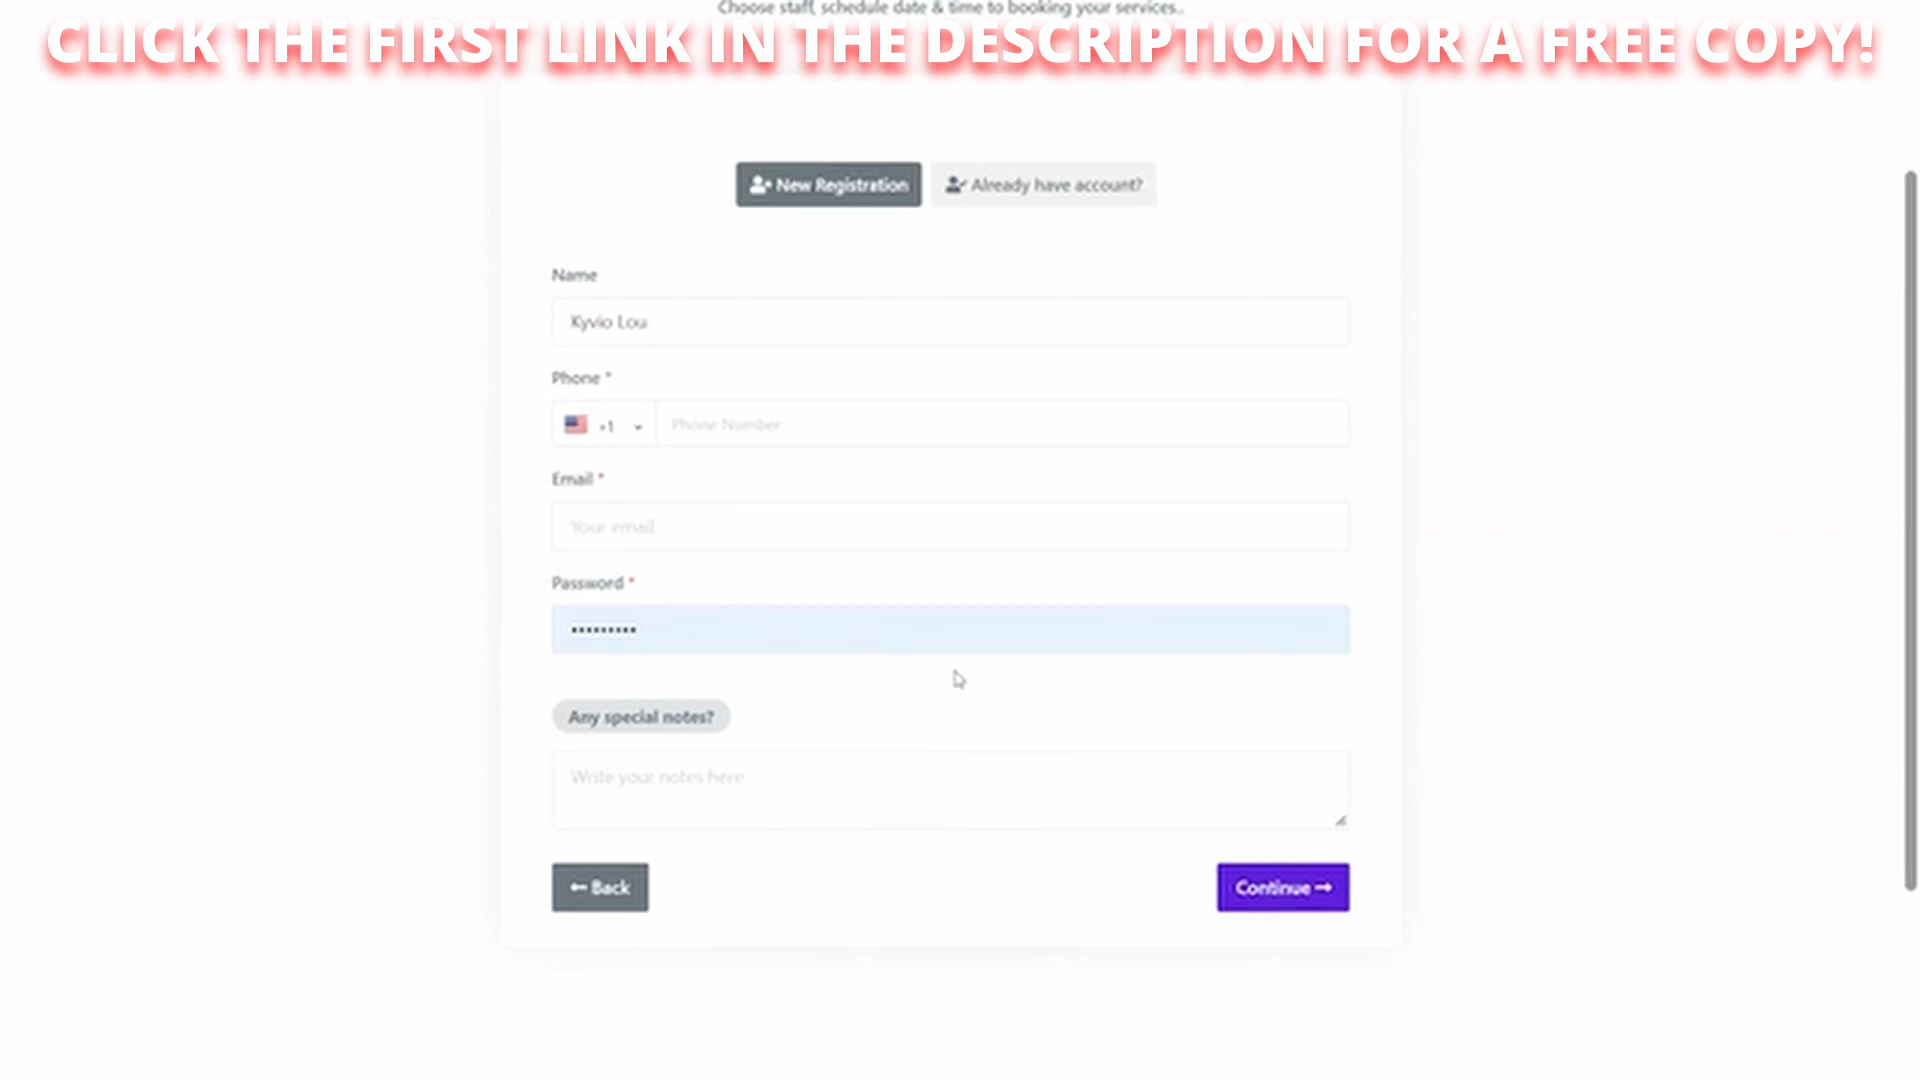 Choose staff, schedule date & time to booking your services..
CLICK THE FIRST LINK IN THE DESCRIPTION FOR A FREE COPY!
New Registration
Already have account?
Name
Kyvio Lou
Phone *
+1
Phone Number
Email *
Your email
Password *
•••••••••
Any special notes?
Write your notes here
Back
Continue